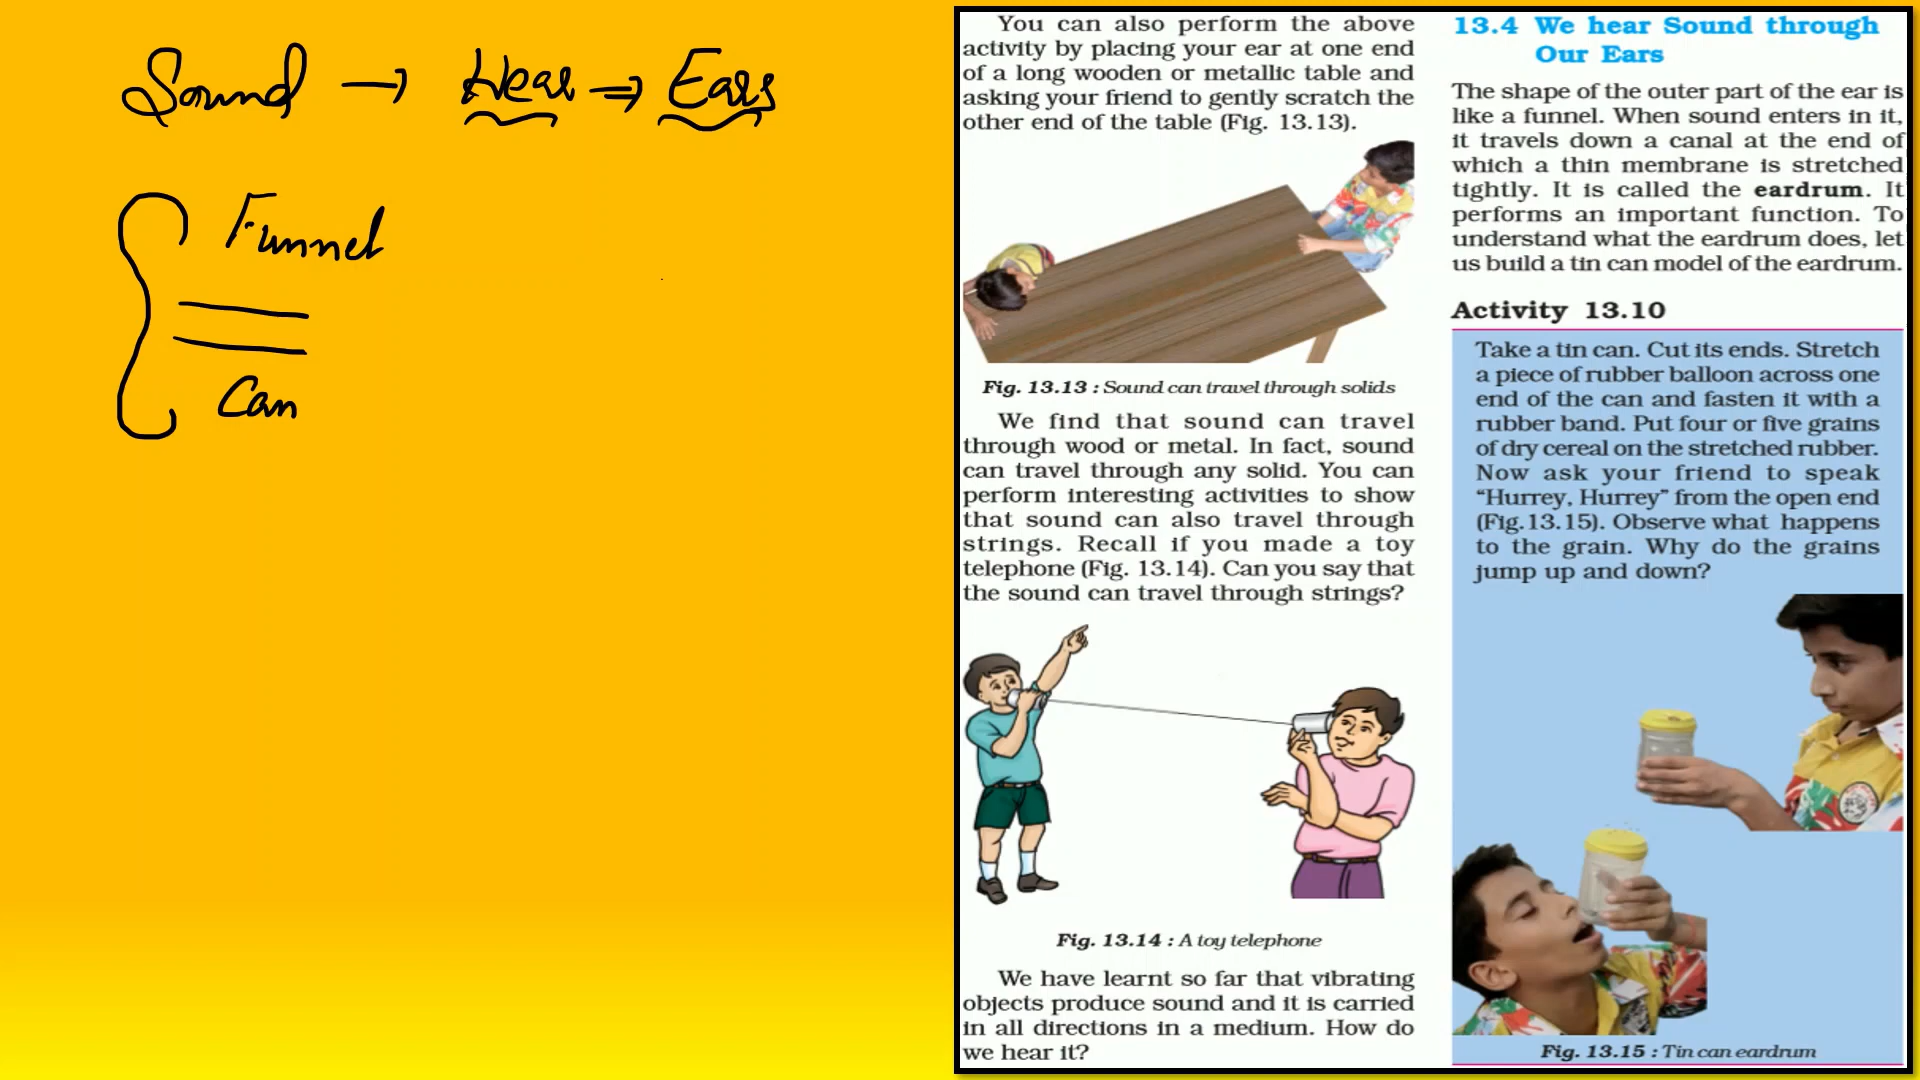 Sound → Hear ⇒ Ears
Funnel
Can
You can also perform the above
activity by placing your ear at one end
of a long wooden or metallic table and
asking your friend to gently scratch the
other end of the table (Fig. 13.13).
Fig. 13.13 : Sound can travel through solids
We find that sound can travel
through wood or metal. In fact, sound
can travel through any solid. You can
perform interesting activities to show
that sound can also travel through
strings. Recall if you made a toy
telephone (Fig. 13.14). Can you say that
the sound can travel through strings?
Fig. 13.14 : A toy telephone
We have learnt so far that vibrating
objects produce sound and it is carried
in all directions in a medium. How do
we hear it?
13.4 We hear Sound through
Our Ears
The shape of the outer part of the ear is
like a funnel. When sound enters in it,
it travels down a canal at the end of
which a thin membrane is stretched
tightly. It is called the eardrum. It
performs an important function. To
understand what the eardrum does, let
us build a tin can model of the eardrum.
Activity 13.10
Take a tin can. Cut its ends. Stretch
a piece of rubber balloon across one
end of the can and fasten it with a
rubber band. Put four or five grains
of dry cereal on the stretched rubber.
Now ask your friend to speak
“Hurrey, Hurrey” from the open end
(Fig.13.15). Observe what happens
to the grain. Why do the grains
jump up and down?
Fig. 13.15 : Tin can eardrum